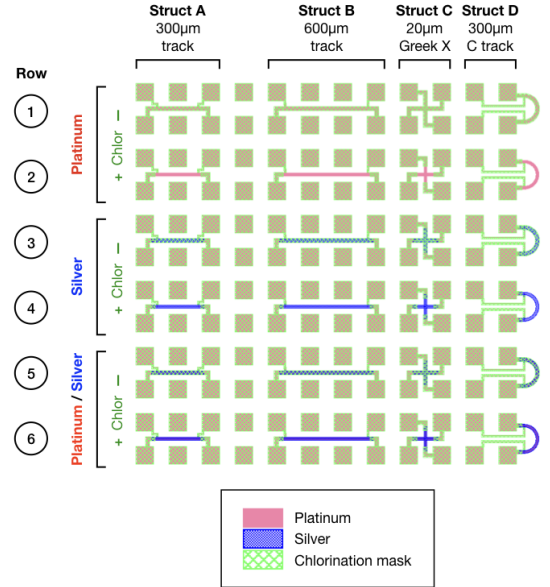 Struct A
300µm
track
Struct B
600µm
track
Struct C
20µm
Greek X
Struct D
300µm
C track
Row
1
2
3
4
5
6
Platinum
+ Chlor −
Silver
+ Chlor −
Platinum / Silver
+ Chlor −
Platinum
Silver
Chlorination mask